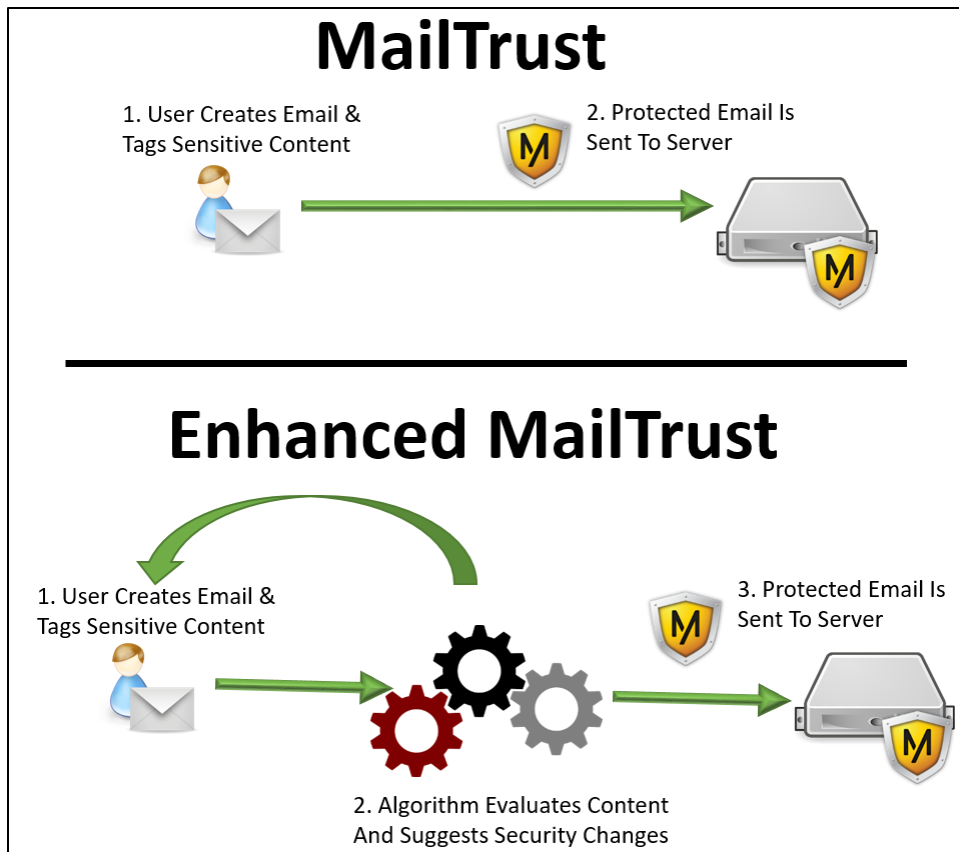 MailTrust
1. User Creates Email &
Tags Sensitive Content
2. Protected Email Is
Sent To Server
M
M
Enhanced MailTrust
1. User Creates Email &
Tags Sensitive Content
3. Protected Email Is
Sent To Server
M
M
2. Algorithm Evaluates Content
And Suggests Security Changes